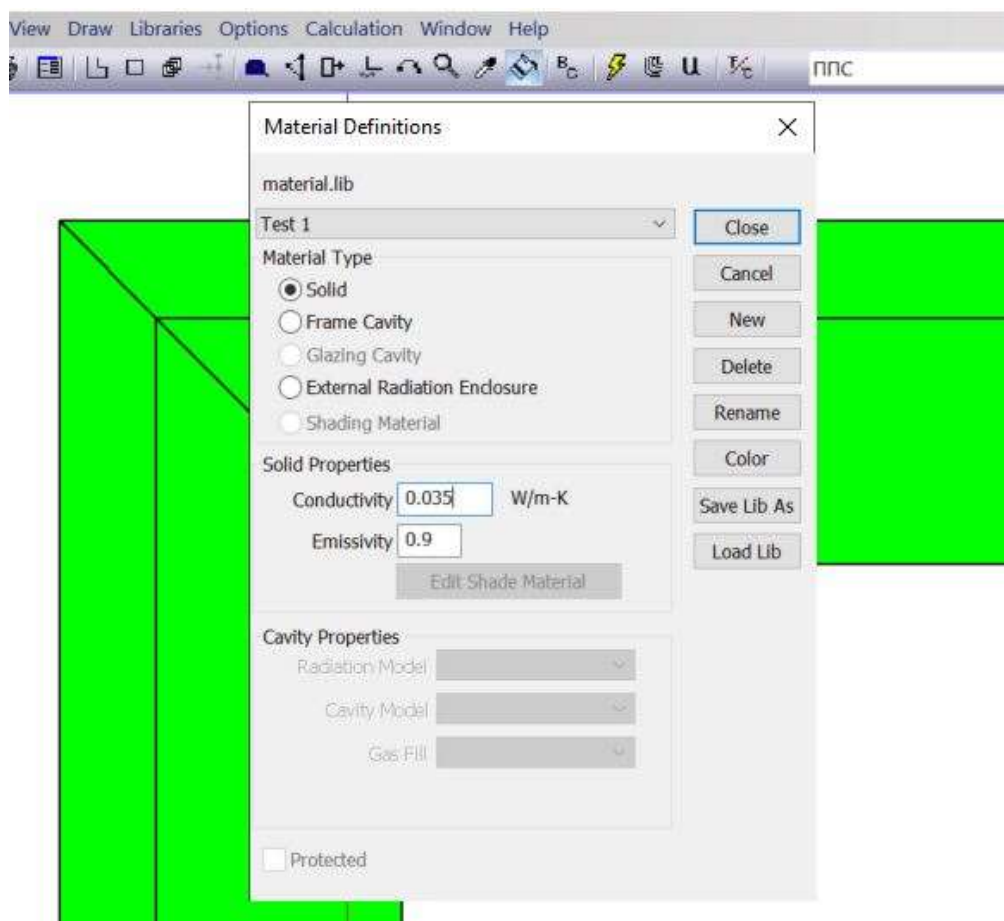 View Draw Libraries Options Calculation Window Help
BC U T/C ппс
Material Definitions
material.lib
Test 1
Close
Material Type
Solid
Cancel
Frame Cavity
New
Glazing Cavity
Delete
External Radiation Enclosure
Rename
Shading Material
Color
Solid Properties
Conductivity 0.035 W/m-K
Save Lib As
Emissivity 0.9
Load Lib
Edit Shade Material
Cavity Properties
Radiation Model
Cavity Model
Gas Fill
Protected